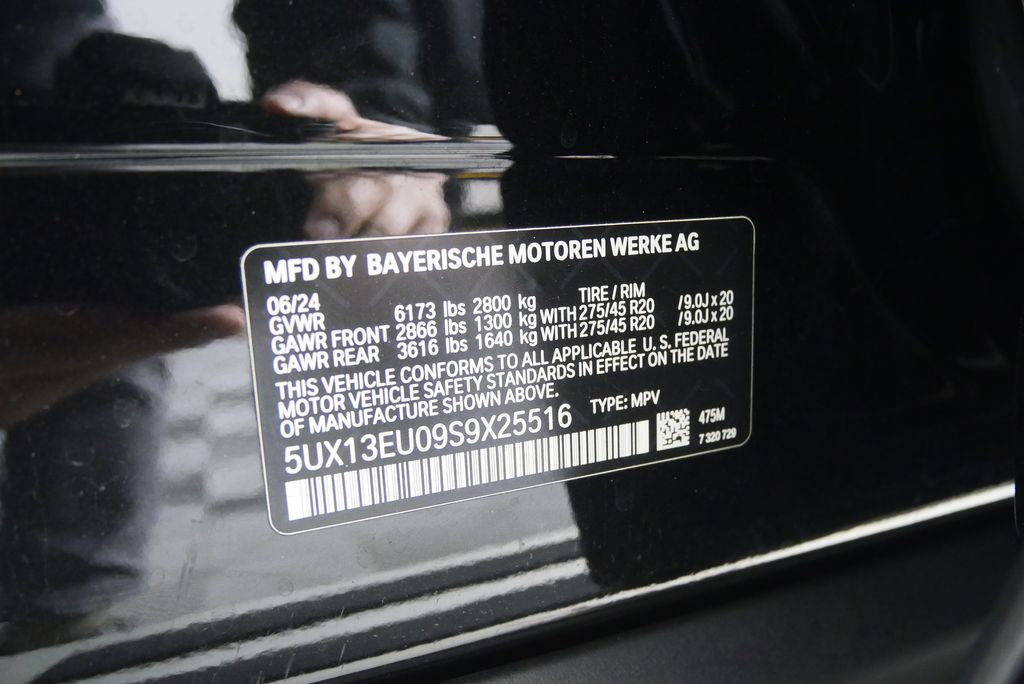 MFD BY BAYERISCHE MOTOREN WERKE AG
06/24 TIRE / RIM
GVWR 6173 lbs 2800 kg
GAWR FRONT 2866 lbs 1300 kg WITH 275/45 R20 /9.0J x 20
GAWR REAR 3616 lbs 1640 kg WITH 275/45 R20 /9.0J x 20
THIS VEHICLE CONFORMS TO ALL APPLICABLE U. S. FEDERAL
MOTOR VEHICLE SAFETY STANDARDS IN EFFECT ON THE DATE
OF MANUFACTURE SHOWN ABOVE.
5UX13EU09S9X25516 TYPE: MPV
475M
7 320 729